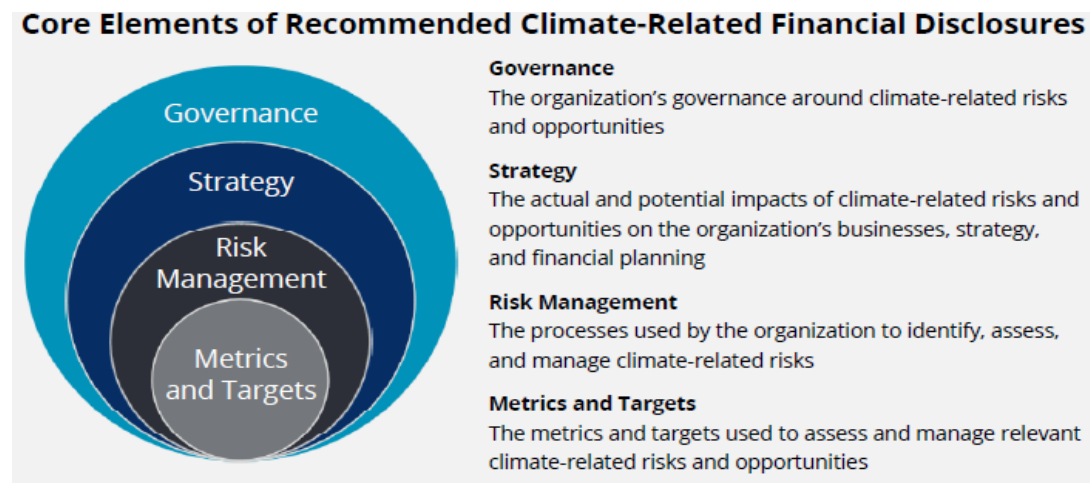 Core Elements of Recommended Climate-Related Financial Disclosures
Governance
Strategy
Risk
Management
Metrics
and Targets
Governance
The organization’s governance around climate-related risks
and opportunities
Strategy
The actual and potential impacts of climate-related risks and
opportunities on the organization’s businesses, strategy,
and financial planning
Risk Management
The processes used by the organization to identify, assess,
and manage climate-related risks
Metrics and Targets
The metrics and targets used to assess and manage relevant
climate-related risks and opportunities